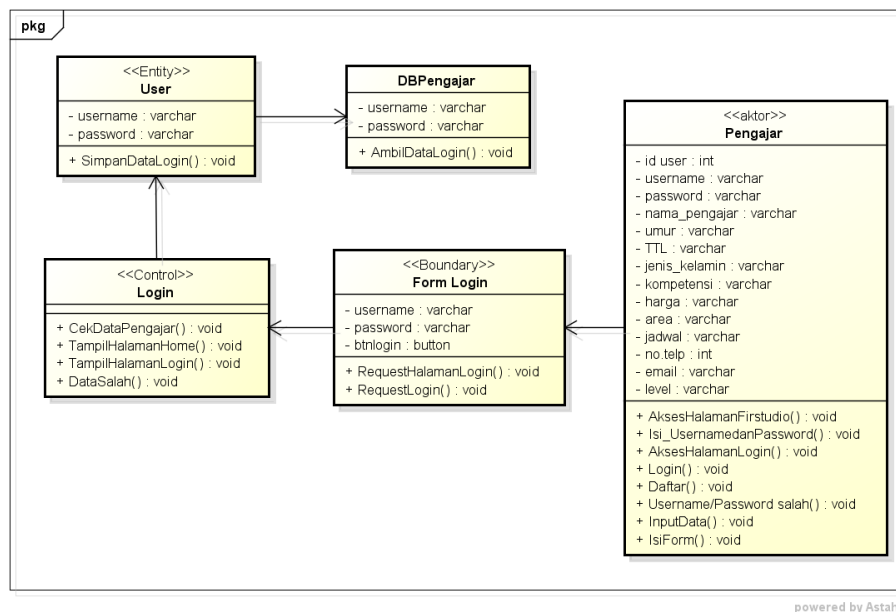 pkg
<<Entity>>
User
- username : varchar
- password : varchar
+ SimpanDataLogin() : void
DBPengajar
- username : varchar
- password : varchar
+ AmbilDataLogin() : void
<<aktor>>
Pengajar
- id user : int
- username : varchar
- password : varchar
- nama_pengajar : varchar
- umur : varchar
- TTL : varchar
- jenis_kelamin : varchar
- kompetensi : varchar
- harga : varchar
- area : varchar
- jadwal : varchar
- no.telp : int
- email : varchar
- level : varchar
+ AksesHalamanFirstudio() : void
+ Isi_UsernamedanPassword() : void
+ AksesHalamanLogin() : void
+ Login() : void
+ Daftar() : void
+ Username/Password salah() : void
+ InputData() : void
+ IsiForm() : void
<<Control>>
Login
+ CekDataPengajar() : void
+ TampilHalamanHome() : void
+ TampilHalamanLogin() : void
+ DataSalah() : void
<<Boundary>>
Form Login
- username : varchar
- password : varchar
- btnlogin : button
+ RequestHalamanLogin() : void
+ RequestLogin() : void
powered by Astah